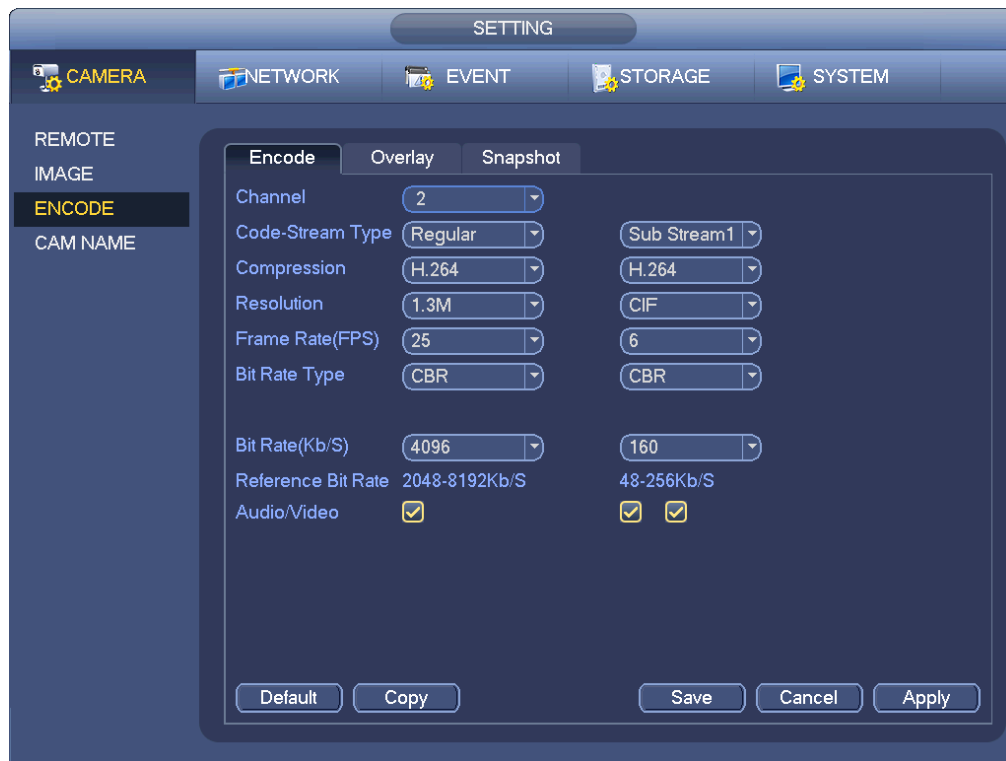 SETTING
CAMERA NETWORK EVENT STORAGE SYSTEM
REMOTE
IMAGE
ENCODE
CAM NAME
Encode Overlay Snapshot
Channel 2
Code-Stream Type Regular Sub Stream1
Compression H.264 H.264
Resolution 1.3M CIF
Frame Rate(FPS) 25 6
Bit Rate Type CBR CBR
Bit Rate(Kb/S) 4096 160
Reference Bit Rate 2048-8192Kb/S 48-256Kb/S
Audio/Video
Default Copy Save Cancel Apply